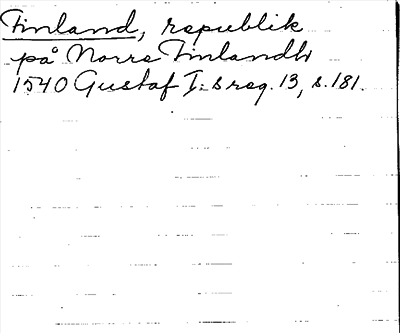 Finland, republik
på Norra Finlandh
1540 Gustaf I:s reg. 13, s. 181.